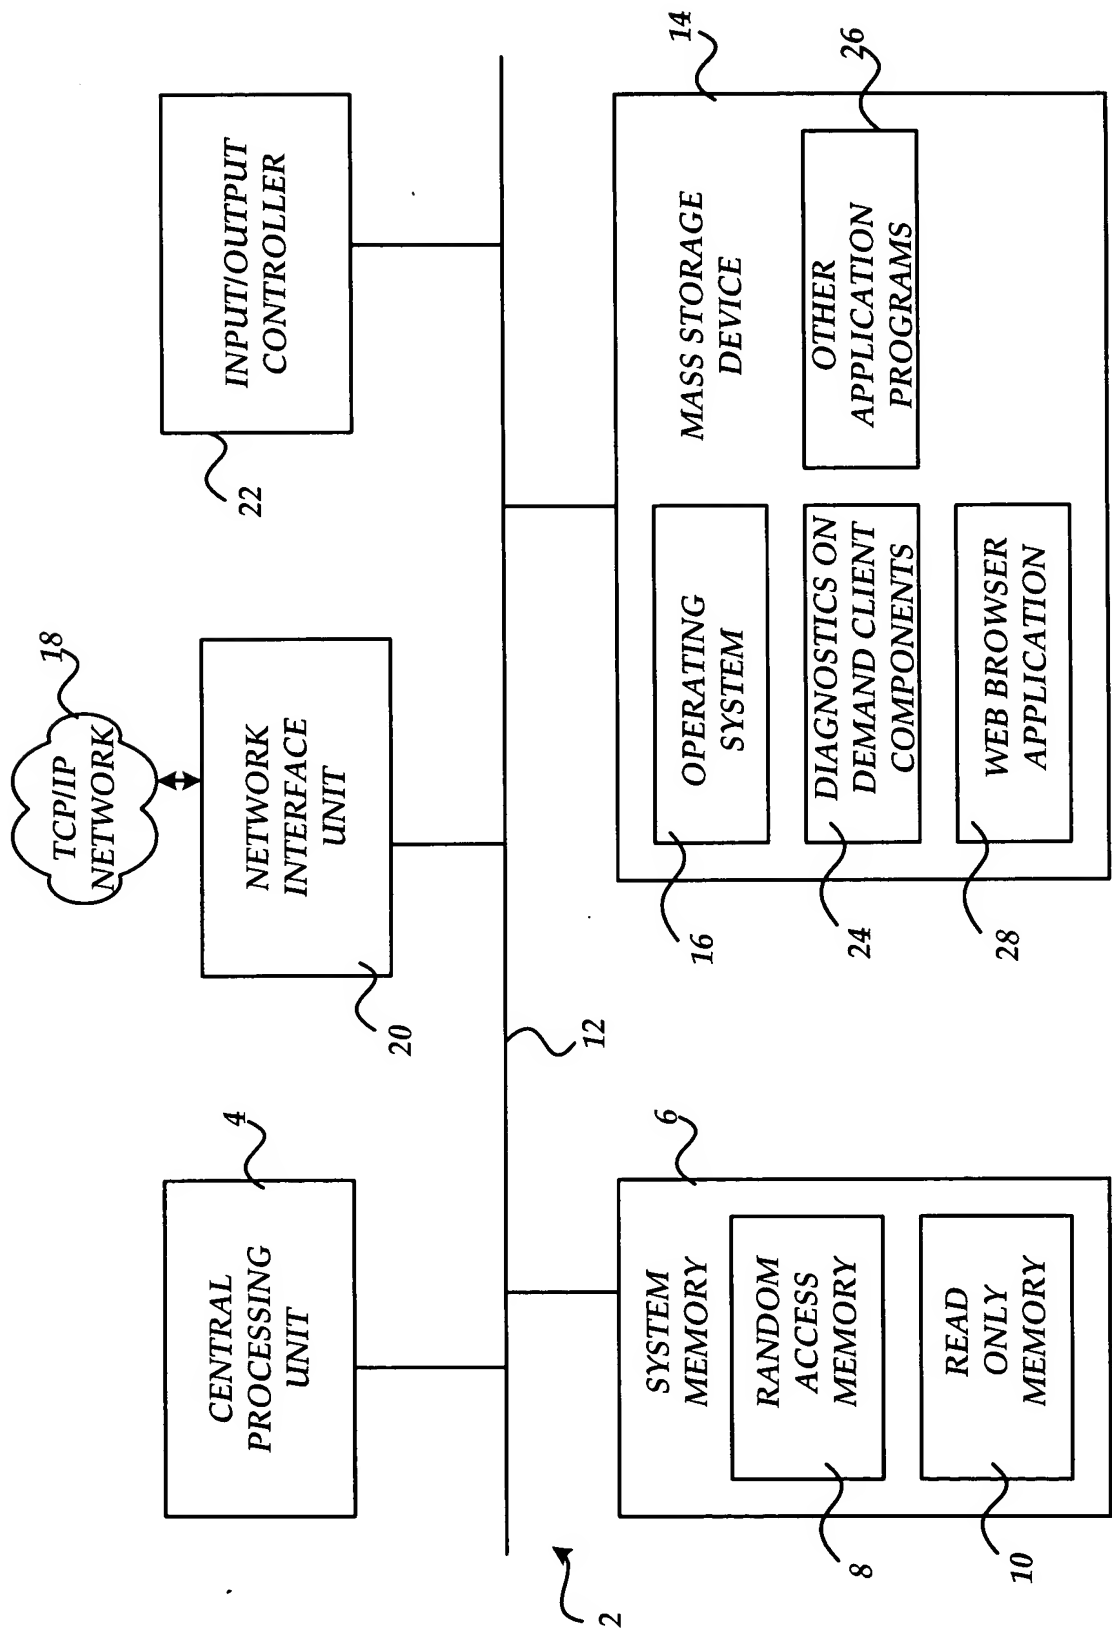 TCP/IP
NETWORK
18
CENTRAL
PROCESSING
UNIT
4
NETWORK
INTERFACE
UNIT
20
INPUT/OUTPUT
CONTROLLER
22
12
2
SYSTEM
MEMORY
6
RANDOM
ACCESS
MEMORY
8
READ
ONLY
MEMORY
10
MASS STORAGE
DEVICE
14
OPERATING
SYSTEM
16
DIAGNOSTICS ON
DEMAND CLIENT
COMPONENTS
24
OTHER
APPLICATION
PROGRAMS
26
WEB BROWSER
APPLICATION
28